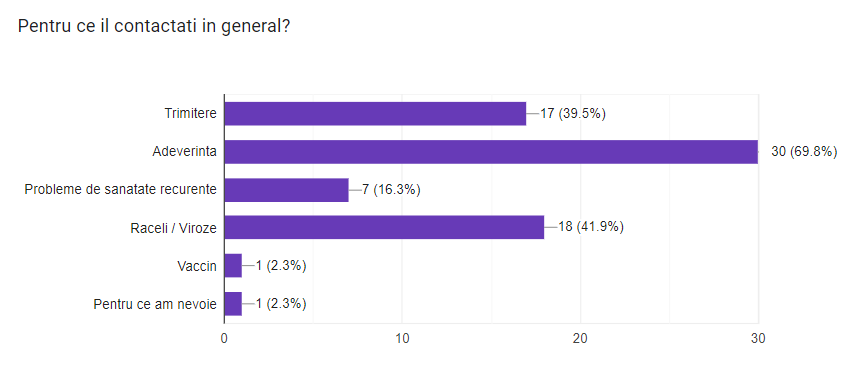 Pentru ce il contactati in general?
Trimitere 17 (39.5%)
Adeverinta 30 (69.8%)
Probleme de sanatate recurente 7 (16.3%)
Raceli / Viroze 18 (41.9%)
Vaccin 1 (2.3%)
Pentru ce am nevoie 1 (2.3%)
0 10 20 30